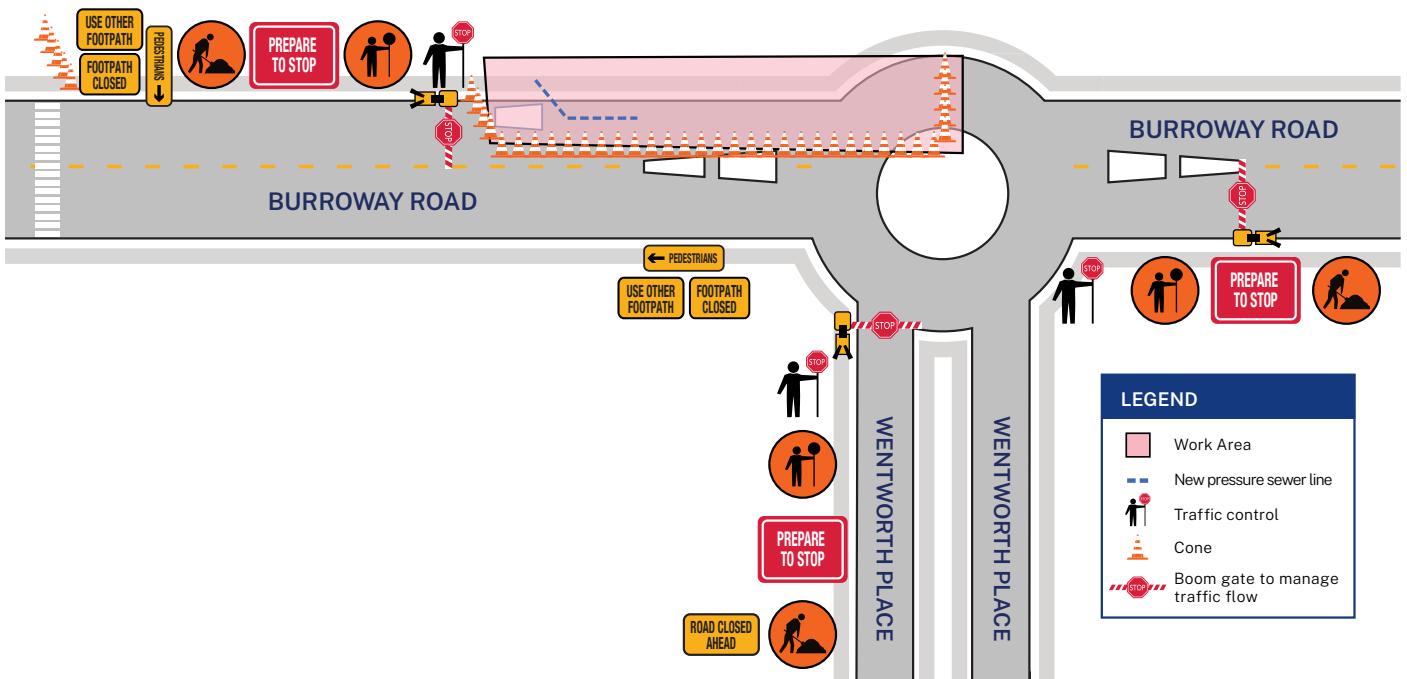 USE OTHER
FOOTPATH
FOOTPATH
CLOSED
PEDESTRIANS
PREPARE
TO STOP
STOP
STOP
BURROWAY ROAD
BURROWAY ROAD
STOP
PEDESTRIANS
USE OTHER
FOOTPATH
FOOTPATH
CLOSED
STOP
PREPARE
TO STOP
STOP
STOP
WENTWORTH PLACE
WENTWORTH PLACE
PREPARE
TO STOP
ROAD CLOSED
AHEAD
LEGEND
Work Area
New pressure sewer line
STOP
Traffic control
Cone
STOP
Boom gate to manage
traffic flow